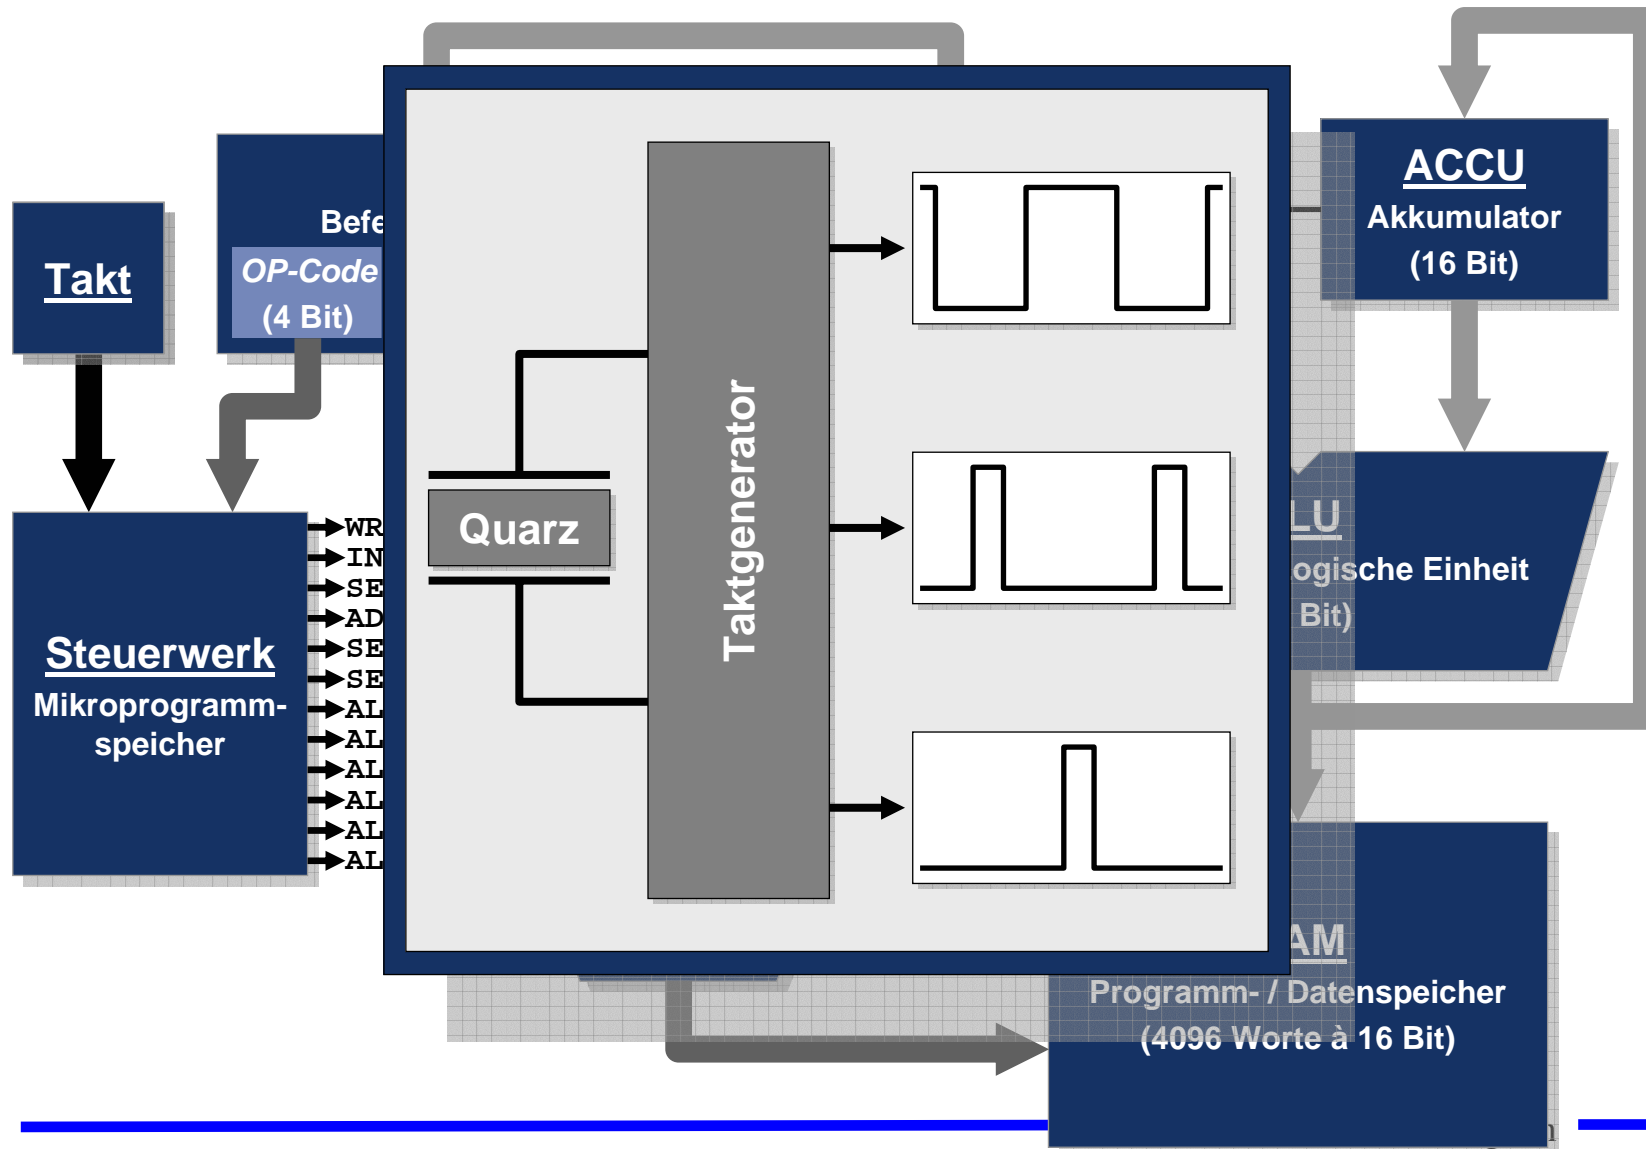 Takt
Befe
OP-Code
(4 Bit)
Steuerwerk
Mikroprogramm-
speicher
WR
IN
SE
AD
SE
SE
AL
AL
AL
AL
AL
AL
Quarz
Taktgenerator
ACCU
Akkumulator
(16 Bit)
LU
ogische Einheit
Bit)
AM
Programm- / Datenspeicher
(4096 Worte à 16 Bit)